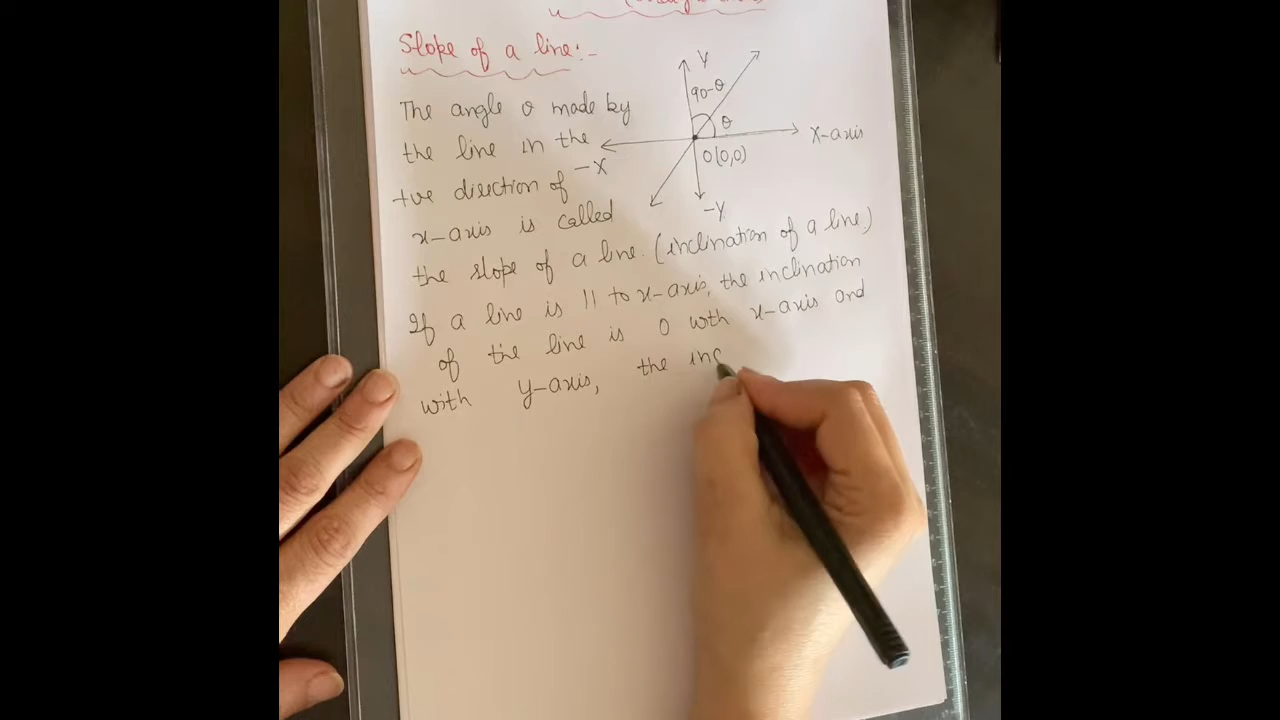 Slope of a line:-
The angle θ made by
the line in the
+ve direction of
x-axis is called
the slope of a line. (inclination of a line)
If a line is || to x-axis, the inclination
of the line is 0 with x-axis and
with y-axis, the inc
Y
90-θ
θ
X-axis
-X
O(0,0)
-Y